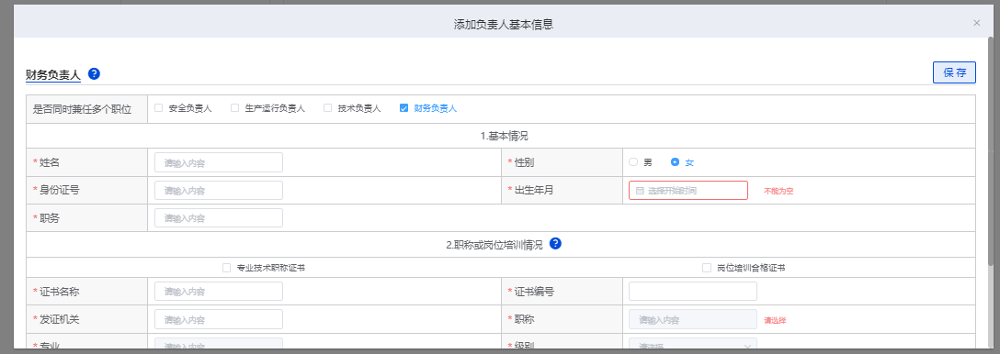 添加负责人基本信息
财务负责人 ?
保 存
是否同时兼任多个职位 安全负责人 生产运行负责人 技术负责人 财务负责人
1.基本情况
* 姓名 请输入内容 * 性别 男 女
* 身份证号 请输入内容 * 出生年月 选择开始时间 不能为空
* 职务 请输入内容
2.职称或岗位培训情况 ?
专业技术职称证书 岗位培训合格证书
* 证书名称 请输入内容 * 证书编号
* 发证机关 请输入内容 * 职称 请输入内容 请选择
* 专业 请输入内容 * 级别 请选择